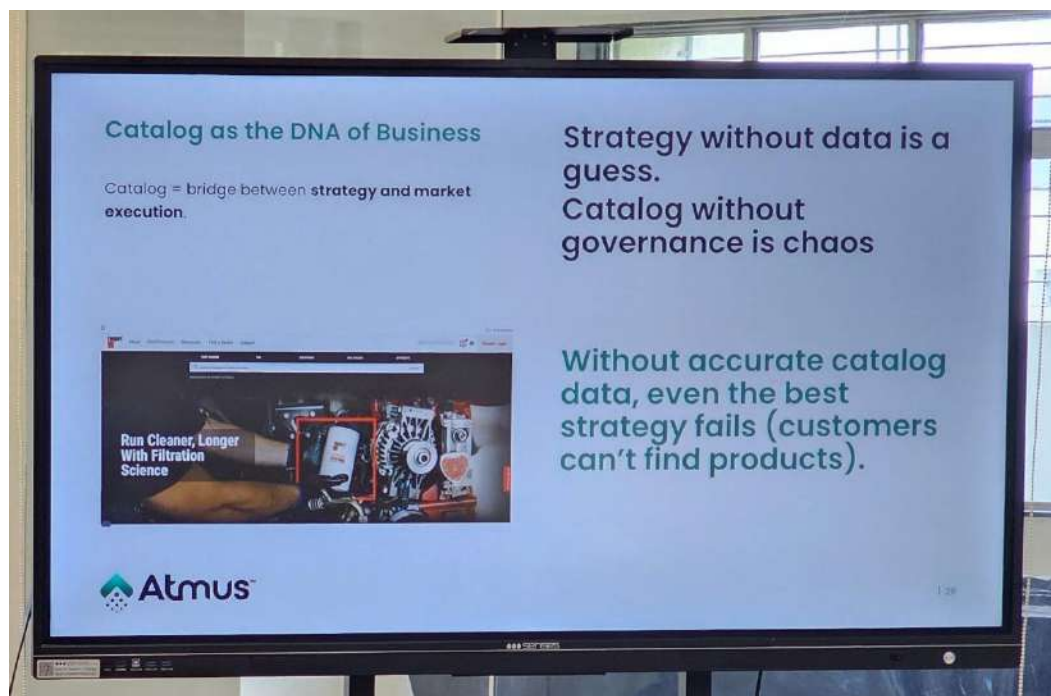 Catalog as the DNA of Business
Catalog = bridge between strategy and market
execution.
Strategy without data is a
guess.
Catalog without
governance is chaos
Run Cleaner, Longer
With Filtration
Science
Without accurate catalog
data, even the best
strategy fails (customers
can't find products).
Atmus